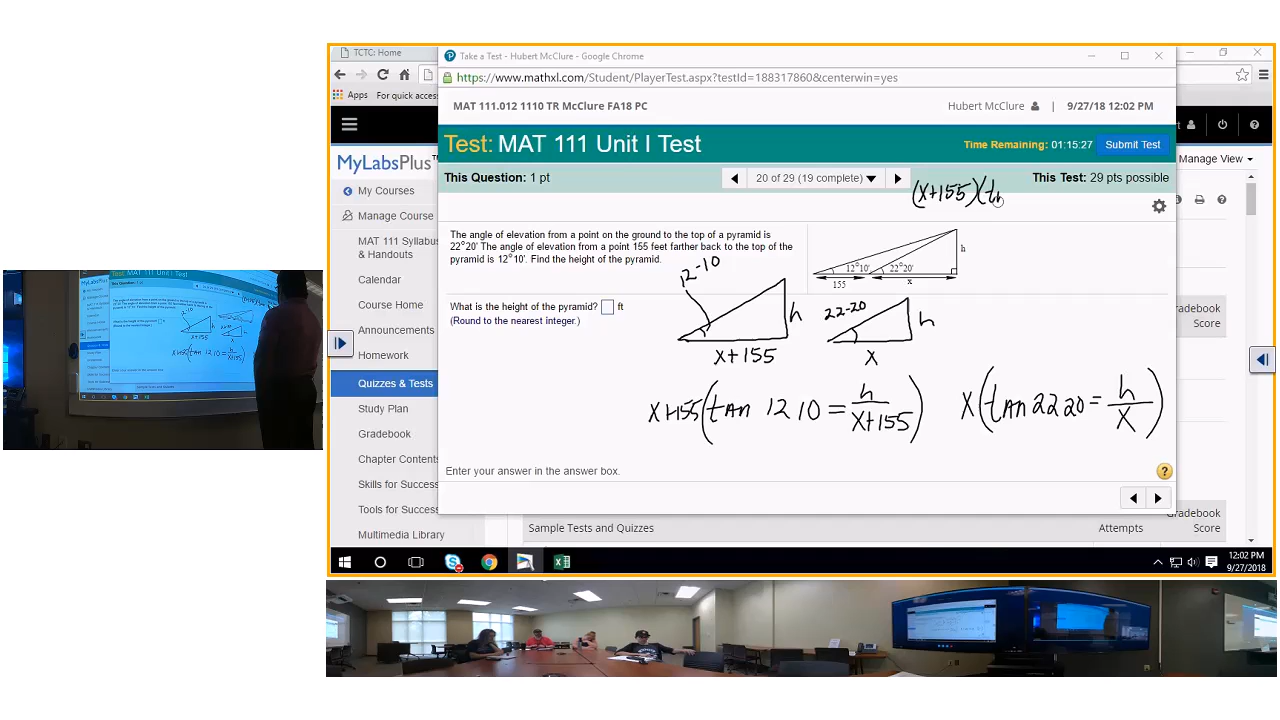 TCTC: Home
Take a Test - Hubert McClure - Google Chrome
https://www.mathxl.com/Student/PlayerTest.aspx?testId=188317860&centerwin=yes
Apps
For quick access
MAT 111.012 1110 TR McClure FA18 PC
Hubert McClure
9/27/18 12:02 PM
MyLabsPlus™
Test: MAT 111 Unit I Test
Time Remaining: 01:15:27
Submit Test
Manage View
This Question: 1 pt
20 of 29 (19 complete)
This Test: 29 pts possible
(x+155)(t
My Courses
Manage Course
MAT 111 Syllabus
& Handouts
Calendar
Course Home
Announcements
Homework
Quizzes & Tests
Study Plan
Gradebook
Chapter Contents
Skills for Success
Tools for Success
Multimedia Library
The angle of elevation from a point on the ground to the top of a pyramid is
22°20' The angle of elevation from a point 155 feet farther back to the top of the
pyramid is 12°10'. Find the height of the pyramid.
12°10'
22°20'
h
155
x
What is the height of the pyramid? ft
(Round to the nearest integer.)
12-10
h
x+155
22-20
h
x
x+155(tan 12 10 = h/x+155)
x(tan 22 20 = h/x)
Enter your answer in the answer box.
Gradebook
Score
Gradebook
Score
Sample Tests and Quizzes
Attempts
12:02 PM
9/27/2018